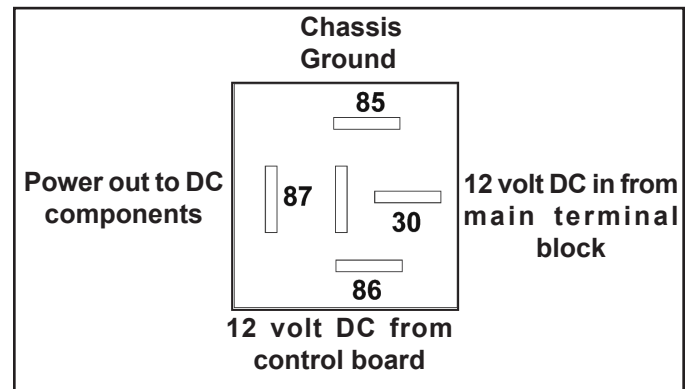 Chassis
Ground
85
Power out to DC
components
87
30
12 volt DC in from
main terminal
block
86
12 volt DC from
control board